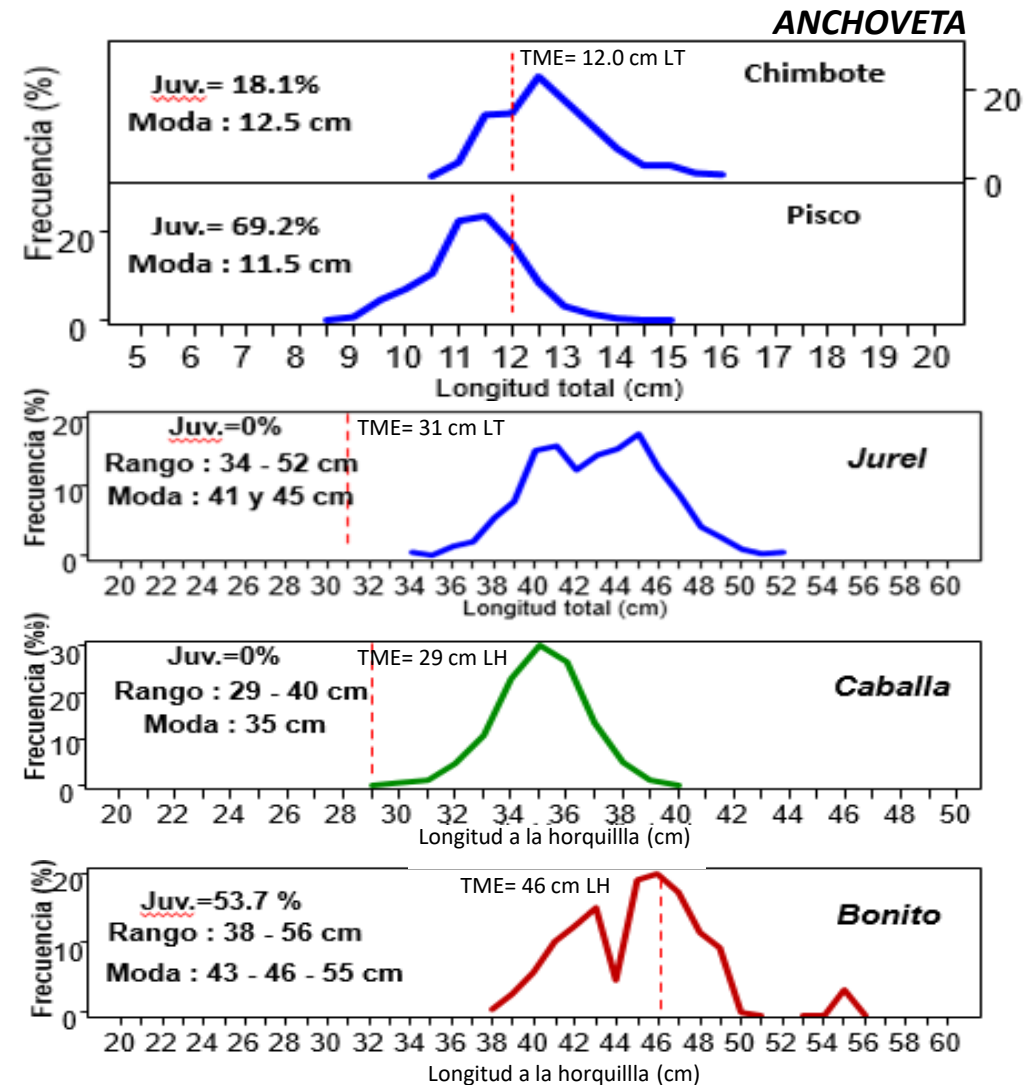 ANCHOVETA
Frecuencia (%)
Juv.= 18.1%
Moda : 12.5 cm
TME= 12.0 cm LT
Chimbote
20
0
Juv.= 69.2%
Moda : 11.5 cm
Pisco
20
0
5 6 7 8 9 10 11 12 13 14 15 16 17 18 19 20
Longitud total (cm)
Frecuencia (%)
20
10
0
Juv.=0%
Rango : 34 - 52 cm
Moda : 41 y 45 cm
TME= 31 cm LT
Jurel
20 22 24 26 28 30 32 34 36 38 40 42 44 46 48 50 52 54 56 58 60
Longitud total (cm)
Frecuencia (%)
30
20
10
0
Juv.=0%
Rango : 29 - 40 cm
Moda : 35 cm
TME= 29 cm LH
Caballa
20 22 24 26 28 30 32 34 36 38 40 42 44 46 48 50
Longitud a la horquillla (cm)
Frecuencia (%)
20
10
0
Juv.=53.7 %
Rango : 38 - 56 cm
Moda : 43 - 46 - 55 cm
TME= 46 cm LH
Bonito
20 22 24 26 28 30 32 34 36 38 40 42 44 46 48 50 52 54 56 58 60
Longitud a la horquillla (cm)